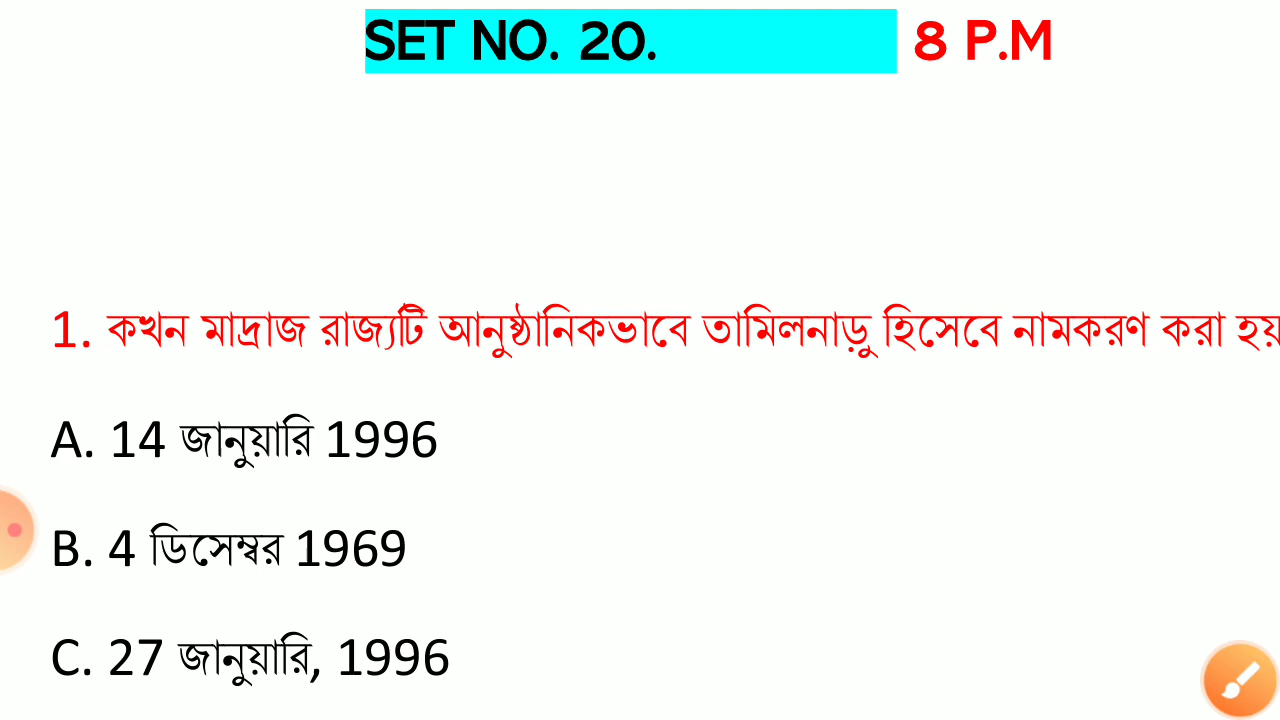 SET NO. 20. 8 P.M
1. কখন মাদ্রাজ রাজ্যটি আনুষ্ঠানিকভাবে তামিলনাড়ু হিসেবে নামকরণ করা হয়
A. 14 জানুয়ারি 1996
B. 4 ডিসেম্বর 1969
C. 27 জানুয়ারি, 1996